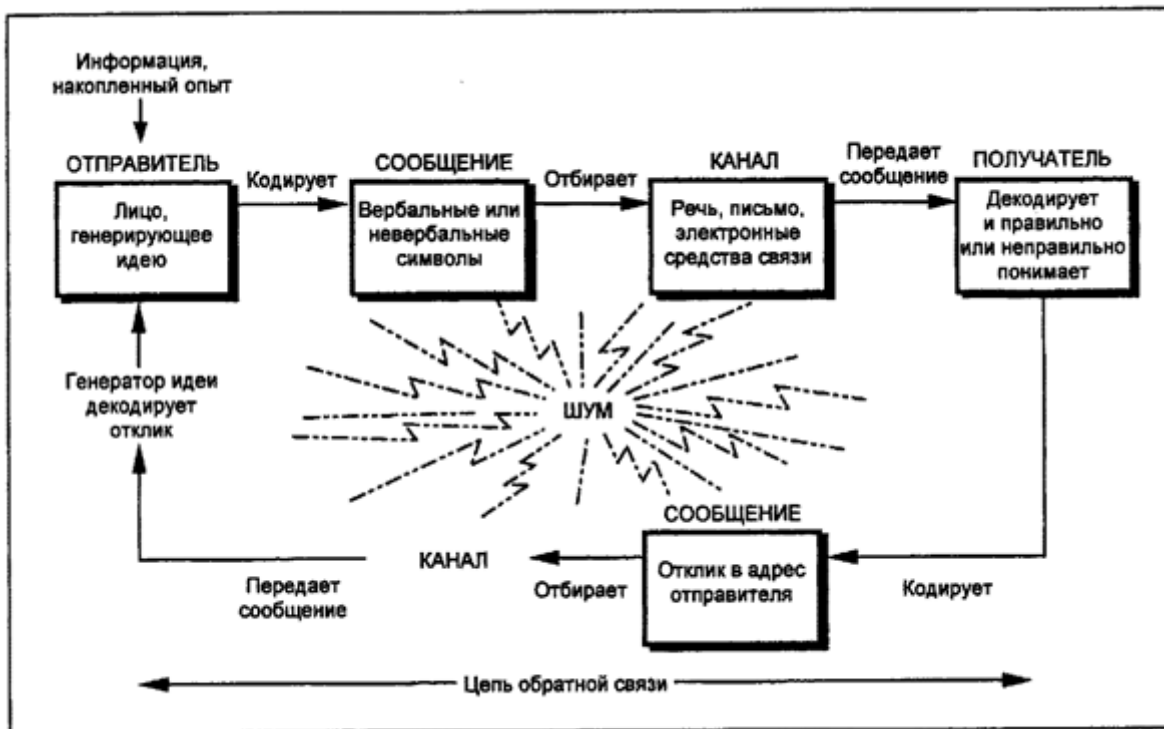 Информация,
накопленный опыт
ОТПРАВИТЕЛЬ
Лицо,
генерирующее
идею
Кодирует
СООБЩЕНИЕ
Вербальные или
невербальные
символы
Отбирает
КАНАЛ
Речь, письмо,
электронные
средства связи
Передает
сообщение
ПОЛУЧАТЕЛЬ
Декодирует
и правильно
или неправильно
понимает
Генератор идеи
декодирует
отклик
ШУМ
СООБЩЕНИЕ
Отклик в адрес
отправителя
Кодирует
Отбирает
КАНАЛ
Передает
сообщение
Цепь обратной связи